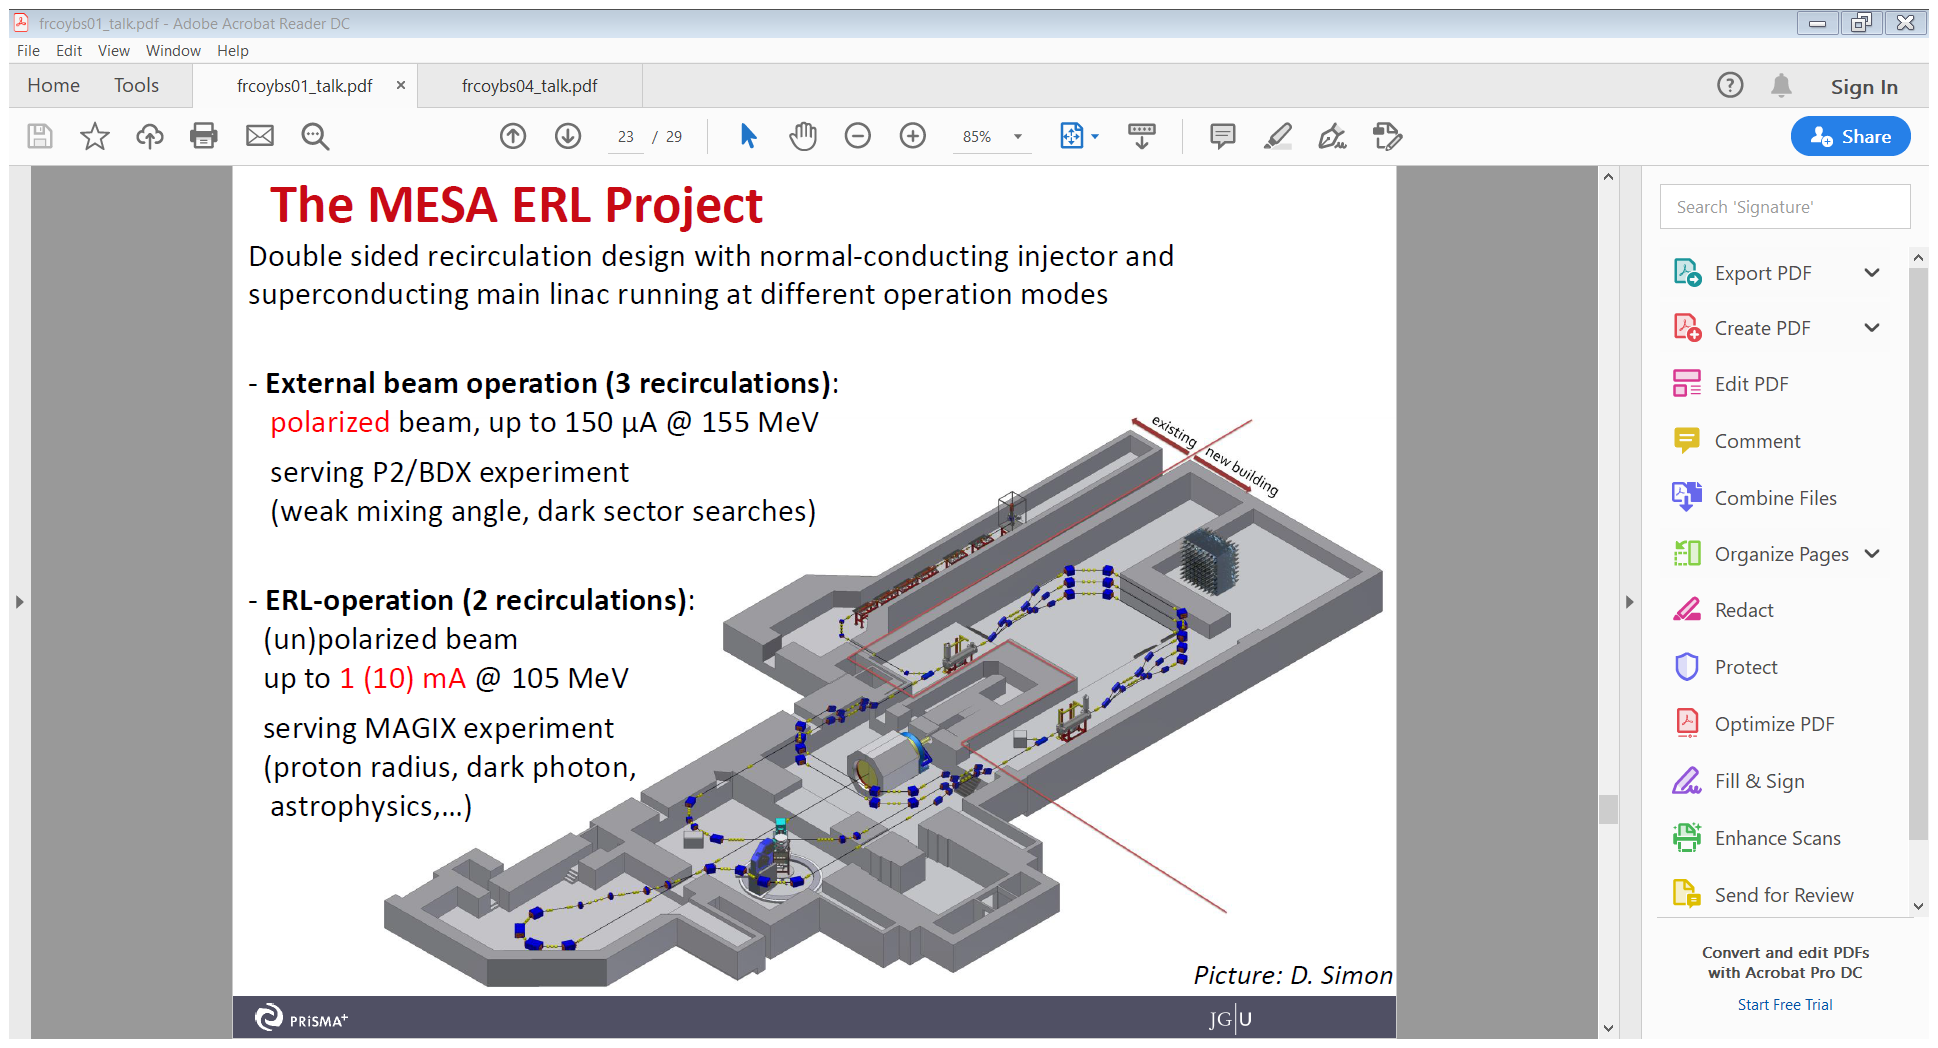 frcoybs01_talk.pdf - Adobe Acrobat Reader DC
File Edit View Window Help
Home Tools frcoybs01_talk.pdf × frcoybs04_talk.pdf Sign In
23 / 29 85% Share
The MESA ERL Project
Double sided recirculation design with normal-conducting injector and
superconducting main linac running at different operation modes
- External beam operation (3 recirculations):
polarized beam, up to 150 µA @ 155 MeV
serving P2/BDX experiment
(weak mixing angle, dark sector searches)
- ERL-operation (2 recirculations):
(un)polarized beam
up to 1 (10) mA @ 105 MeV
serving MAGIX experiment
(proton radius, dark photon,
astrophysics,...)
existing
new building
Picture: D. Simon
PRiSMA+
JG|U
Search 'Signature'
Export PDF
Create PDF
Edit PDF
Comment
Combine Files
Organize Pages
Redact
Protect
Optimize PDF
Fill & Sign
Enhance Scans
Send for Review
Convert and edit PDFs
with Acrobat Pro DC
Start Free Trial